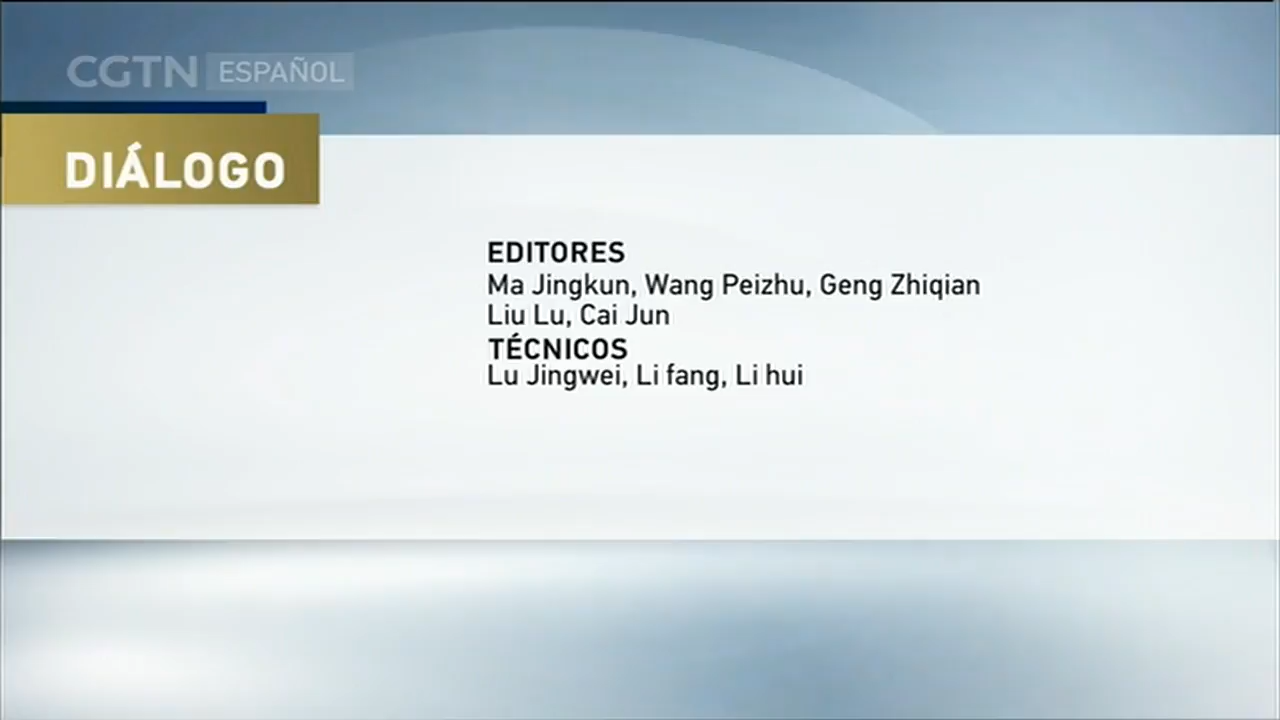 CGTN ESPAÑOL
DIÁLOGO
EDITORES
Ma Jingkun, Wang Peizhu, Geng Zhiqian
Liu Lu, Cai Jun
TÉCNICOS
Lu Jingwei, Li fang, Li hui